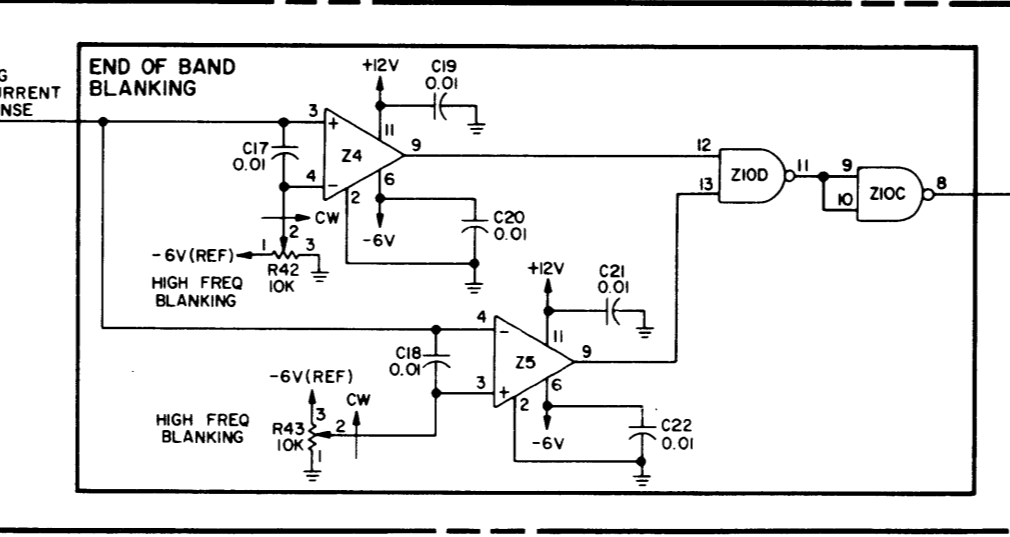 END OF BAND
BLANKING
G
URRENT
NSE
+12V
C19
0.01
3
+
11
C17
0.01
Z4
9
4
-
6
2
CW
2
-6V(REF)
1
3
R42
10K
HIGH FREQ
BLANKING
-6V
C20
0.01
12
13
Z10D
11
9
10
Z10C
8
+12V
C21
0.01
4
-
11
C18
0.01
Z5
9
3
+
6
2
-6V(REF)
CW
HIGH FREQ
BLANKING
R43
10K
3
2
1
-6V
C22
0.01